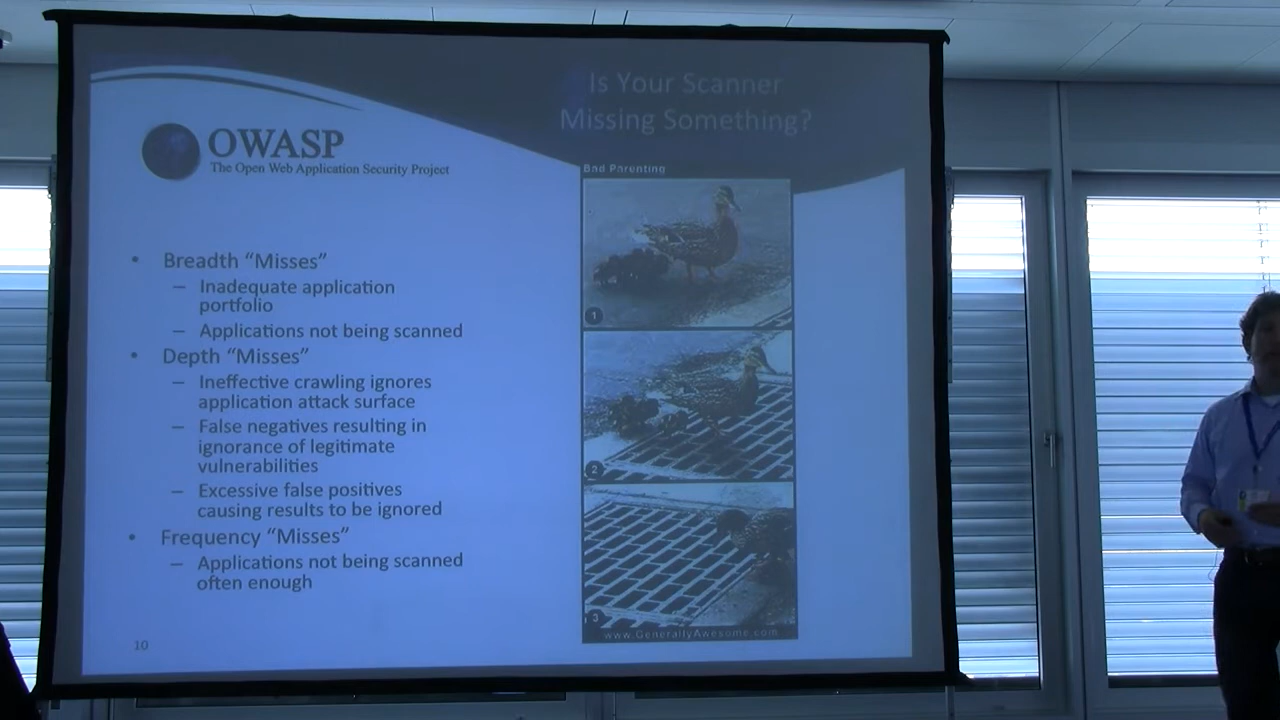 Is Your Scanner
Missing Something?
OWASP
The Open Web Application Security Project
Bad Parenting
• Breadth “Misses”
– Inadequate application
portfolio
– Applications not being scanned
• Depth “Misses”
– Ineffective crawling ignores
application attack surface
– False negatives resulting in
ignorance of legitimate
vulnerabilities
– Excessive false positives
causing results to be ignored
• Frequency “Misses”
– Applications not being scanned
often enough
1
2
3
www.GenerallyAwesome.com
10